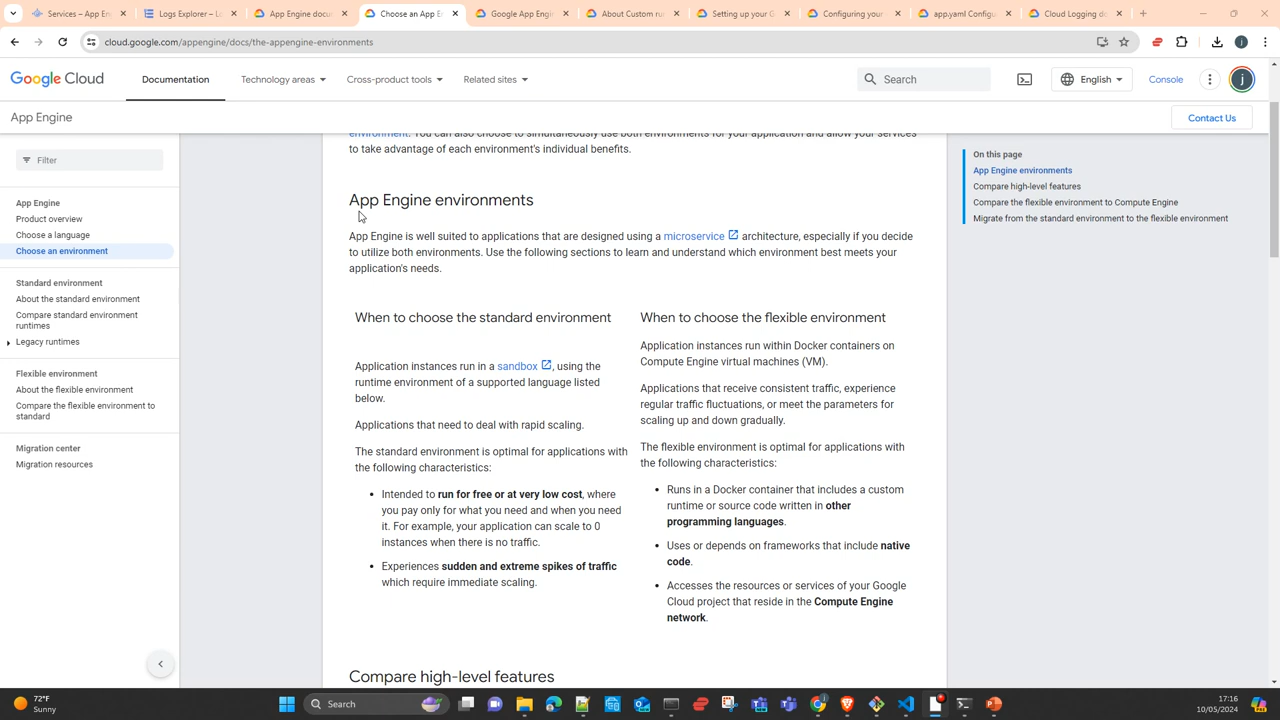 Services – App Eng
Logs Explorer – Lo
App Engine docu
Choose an App E
Google App Engin
About Custom ru
Setting up your G
Configuring your
app.yaml Configu
Cloud Logging do
cloud.google.com/appengine/docs/the-appengine-environments
Google Cloud
Documentation
Technology areas
Cross-product tools
Related sites
Search
English
Console
j
App Engine
Contact Us
Filter
App Engine
Product overview
Choose a language
Choose an environment
Standard environment
About the standard environment
Compare standard environment
runtimes
Legacy runtimes
Flexible environment
About the flexible environment
Compare the flexible environment to
standard
Migration center
Migration resources
environment. You can also choose to simultaneously use both environments for your application and allow your services
to take advantage of each environment's individual benefits.
App Engine environments
App Engine is well suited to applications that are designed using a microservice architecture, especially if you decide
to utilize both environments. Use the following sections to learn and understand which environment best meets your
application's needs.
When to choose the standard environment
Application instances run in a sandbox, using the
runtime environment of a supported language listed
below.
Applications that need to deal with rapid scaling.
The standard environment is optimal for applications with
the following characteristics:
• Intended to run for free or at very low cost, where
you pay only for what you need and when you need
it. For example, your application can scale to 0
instances when there is no traffic.
• Experiences sudden and extreme spikes of traffic
which require immediate scaling.
When to choose the flexible environment
Application instances run within Docker containers on
Compute Engine virtual machines (VM).
Applications that receive consistent traffic, experience
regular traffic fluctuations, or meet the parameters for
scaling up and down gradually.
The flexible environment is optimal for applications with
the following characteristics:
• Runs in a Docker container that includes a custom
runtime or source code written in other
programming languages.
• Uses or depends on frameworks that include native
code.
• Accesses the resources or services of your Google
Cloud project that reside in the Compute Engine
network.
Compare high-level features
On this page
App Engine environments
Compare high-level features
Compare the flexible environment to Compute Engine
Migrate from the standard environment to the flexible environment
72°F
Sunny
Search
17:16
10/05/2024